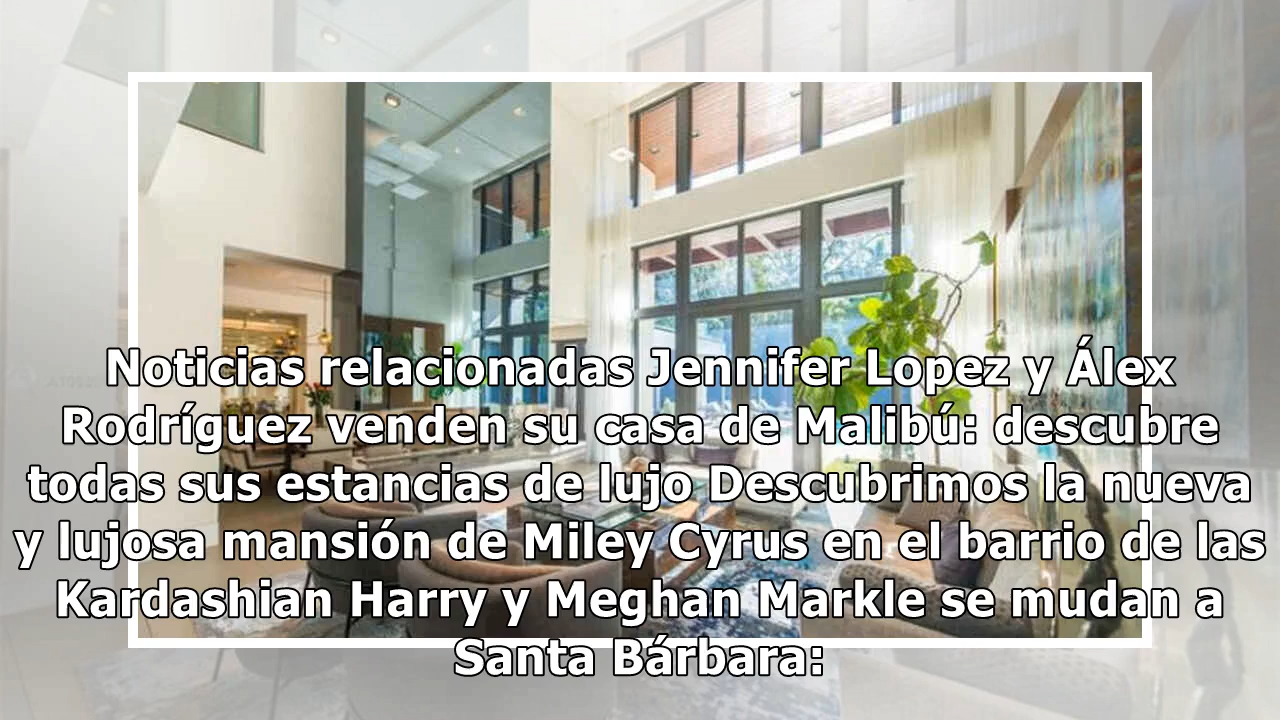 Noticias relacionadas Jennifer Lopez y Álex
Rodríguez venden su casa de Malibú: descubre
todas sus estancias de lujo Descubrimos la nueva
y lujosa mansión de Miley Cyrus en el barrio de las
Kardashian Harry y Meghan Markle se mudan a
Santa Bárbara: